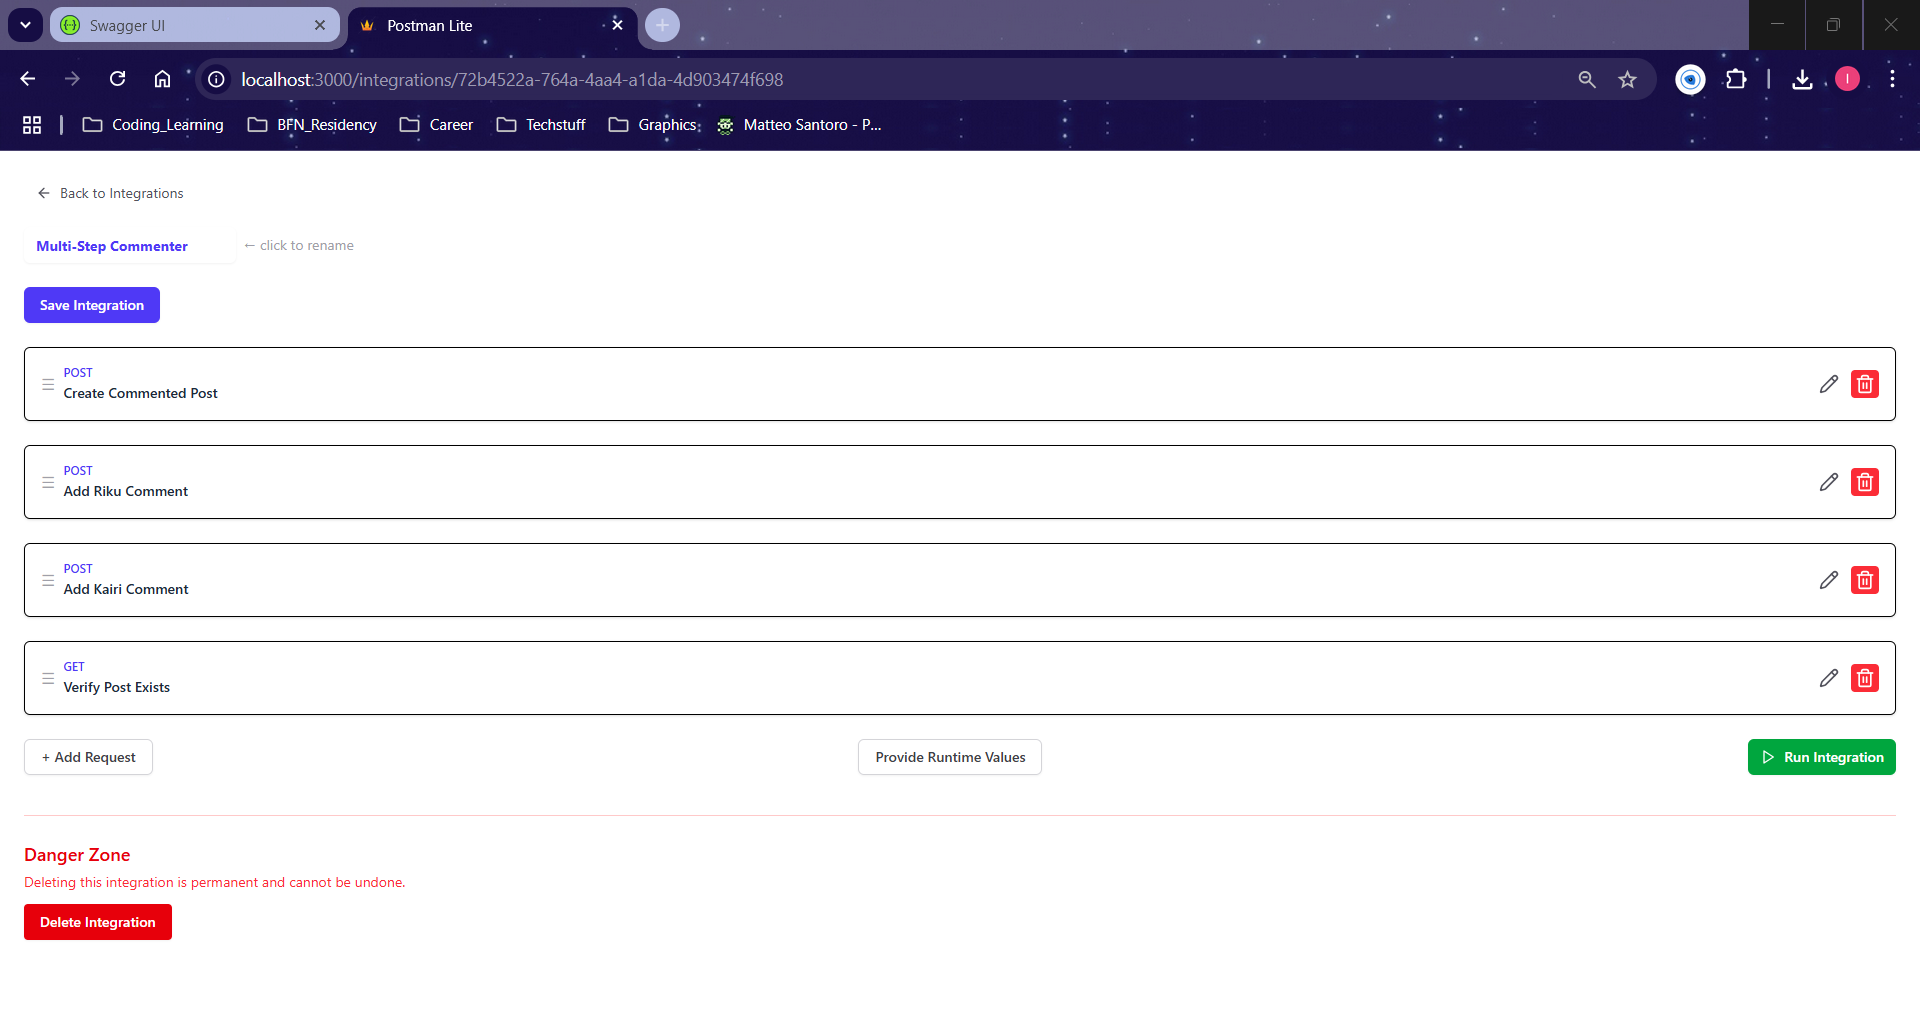 Swagger UI
Postman Lite
localhost:3000/integrations/72b4522a-764a-4aa4-a1da-4d903474f698
I
Coding_Learning
BFN_Residency
Career
Techstuff
Graphics
Matteo Santoro - P...
← Back to Integrations
Multi-Step Commenter
← click to rename
Save Integration
POST
Create Commented Post
POST
Add Riku Comment
POST
Add Kairi Comment
GET
Verify Post Exists
+ Add Request
Provide Runtime Values
Run Integration
Danger Zone
Deleting this integration is permanent and cannot be undone.
Delete Integration